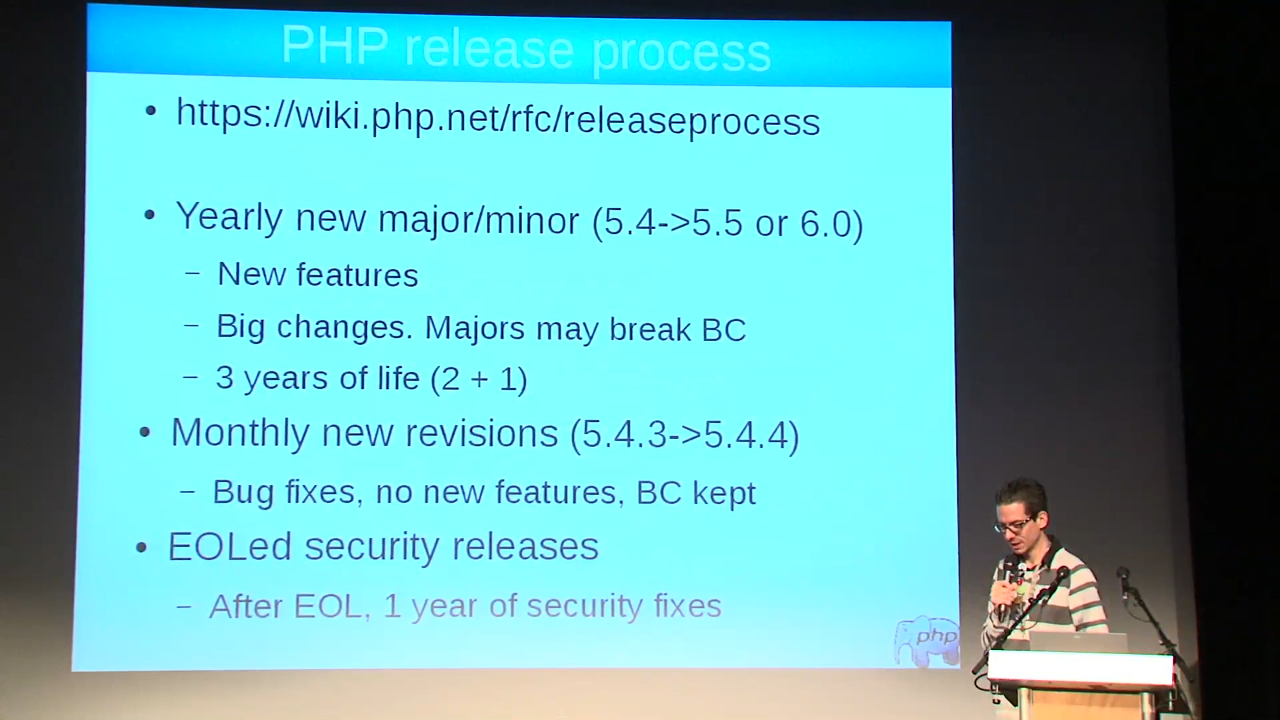 PHP release process
• https://wiki.php.net/rfc/releaseprocess
• Yearly new major/minor (5.4->5.5 or 6.0)
– New features
– Big changes. Majors may break BC
– 3 years of life (2 + 1)
• Monthly new revisions (5.4.3->5.4.4)
– Bug fixes, no new features, BC kept
• EOLed security releases
– After EOL, 1 year of security fixes
php